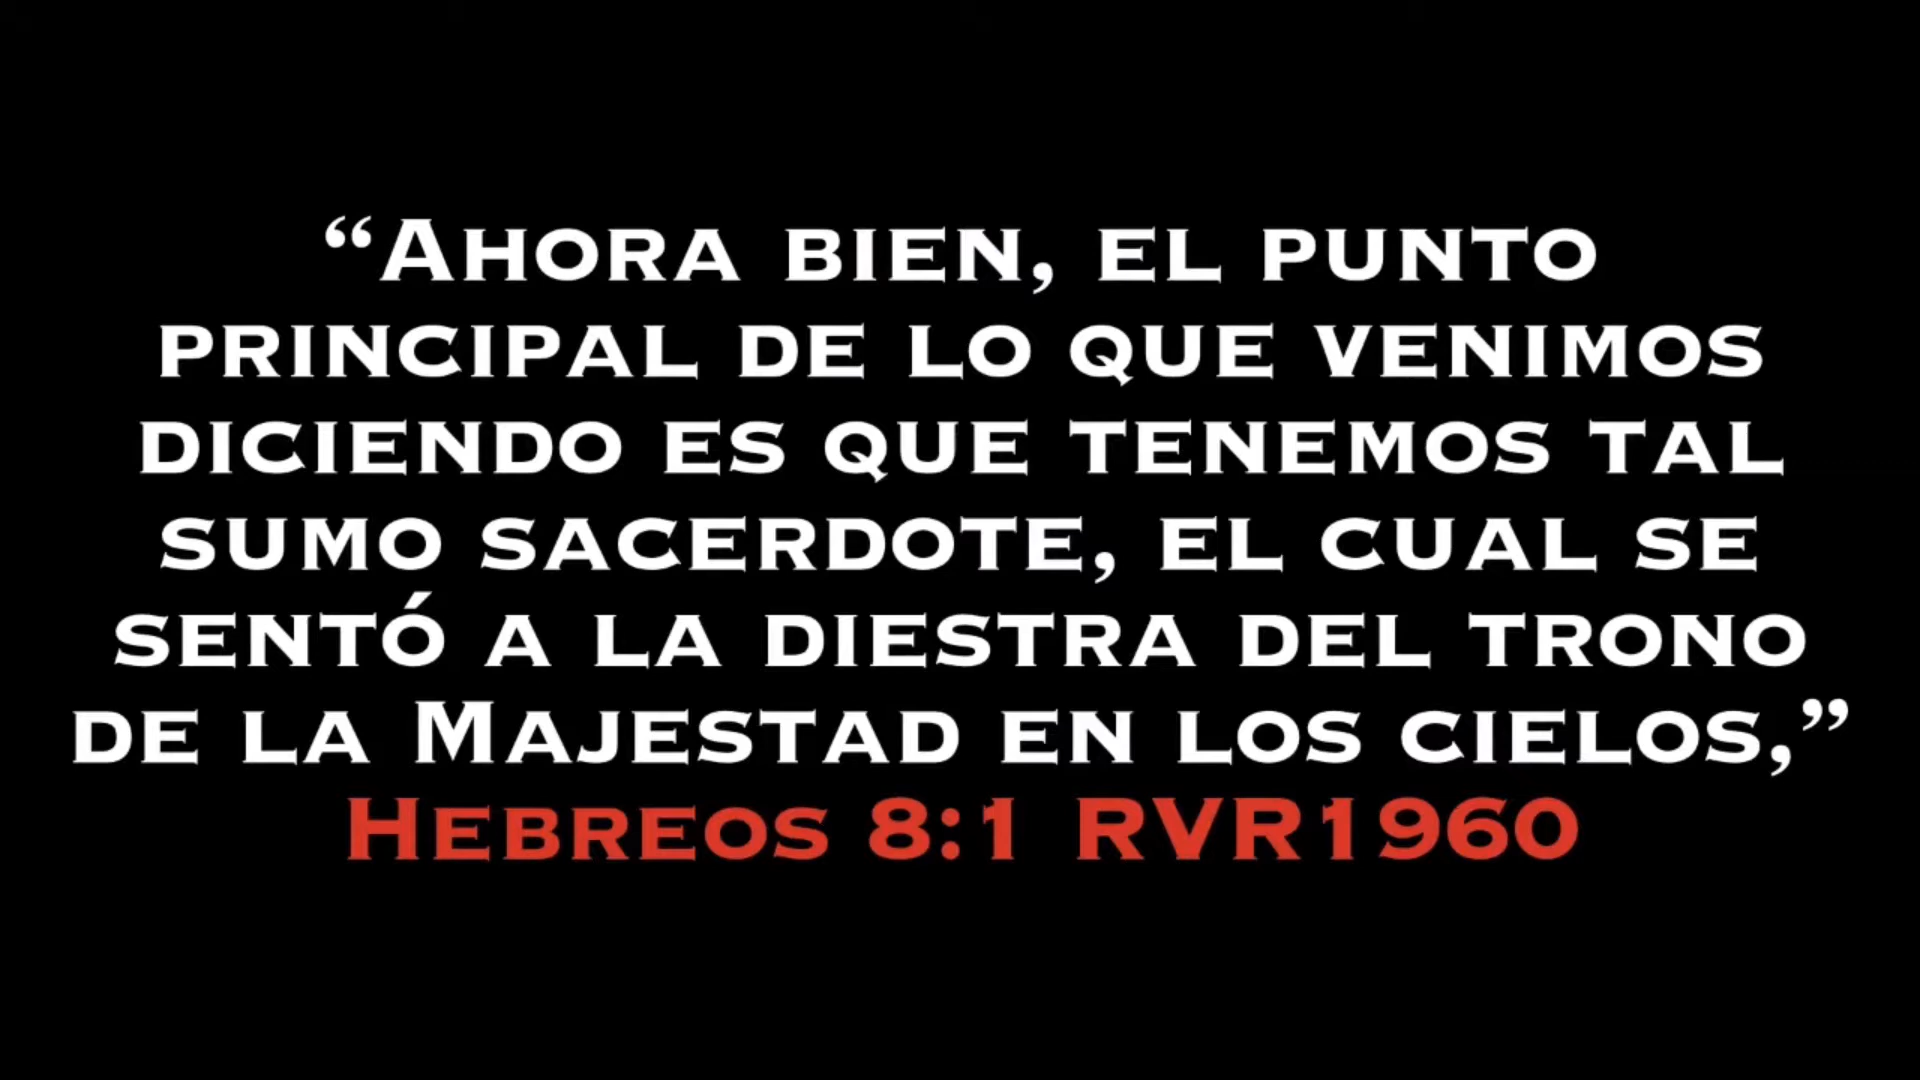 “Ahora bien, el punto
principal de lo que venimos
diciendo es que tenemos tal
sumo sacerdote, el cual se
sentó a la diestra del trono
de la Majestad en los cielos,”
Hebreos 8:1 RVR1960